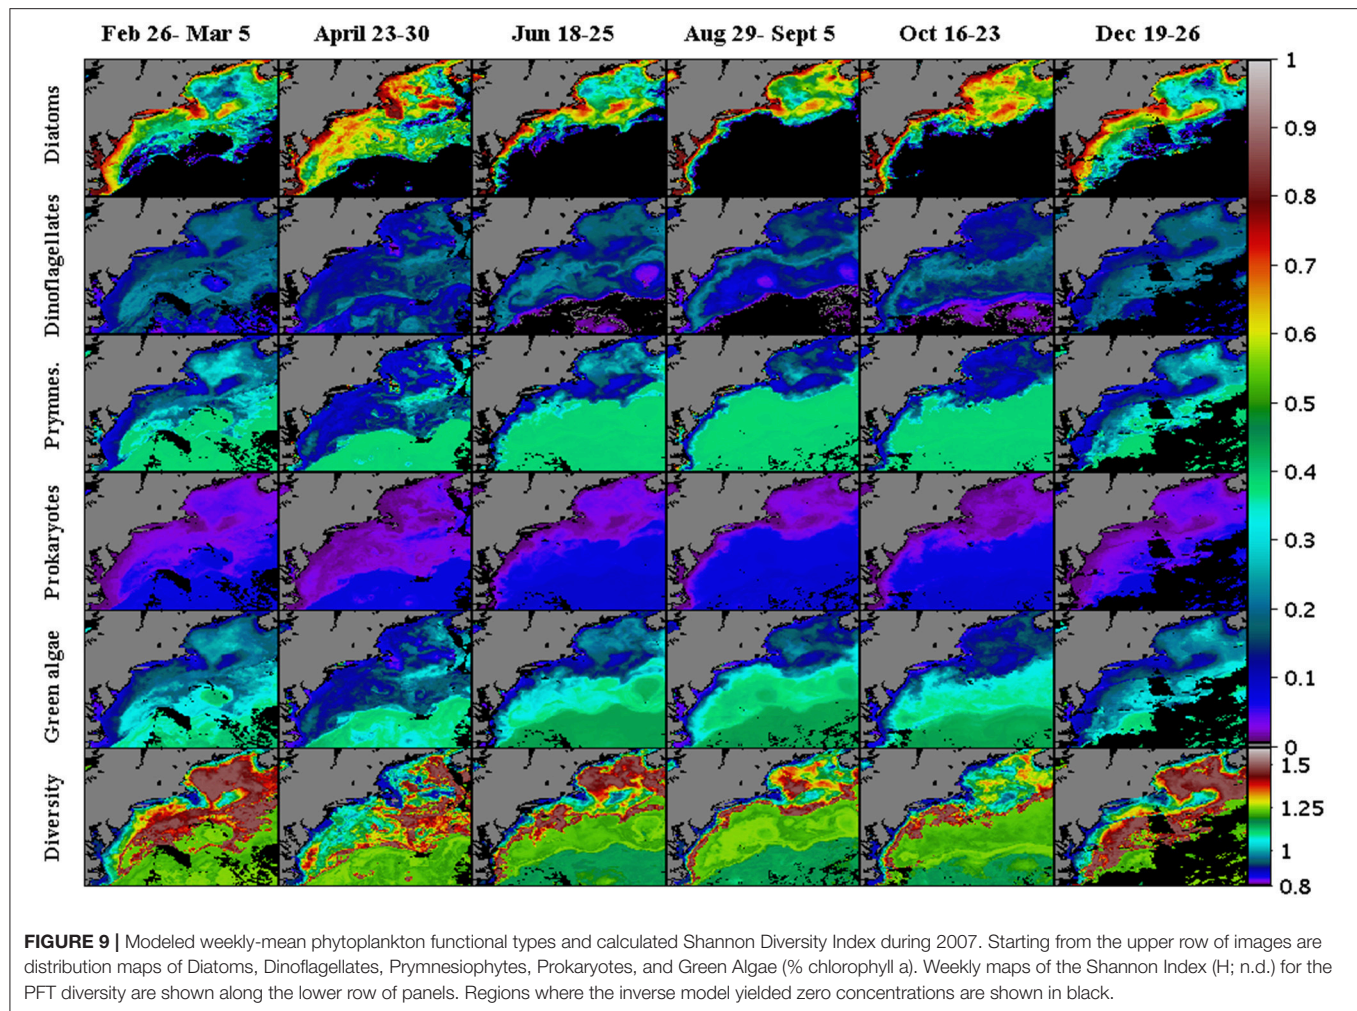 Feb 26- Mar 5 April 23-30 Jun 18-25 Aug 29- Sept 5 Oct 16-23 Dec 19-26
Diatoms
Dinoflagellates
Prymnes.
Prokaryotes
Green algae
Diversity
1
0.9
0.8
0.7
0.6
0.5
0.4
0.3
0.2
0.1
0
1.5
1.25
1
0.8
FIGURE 9 | Modeled weekly-mean phytoplankton functional types and calculated Shannon Diversity Index during 2007. Starting from the upper row of images are
distribution maps of Diatoms, Dinoflagellates, Prymnesiophytes, Prokaryotes, and Green Algae (% chlorophyll a). Weekly maps of the Shannon Index (H; n.d.) for the
PFT diversity are shown along the lower row of panels. Regions where the inverse model yielded zero concentrations are shown in black.